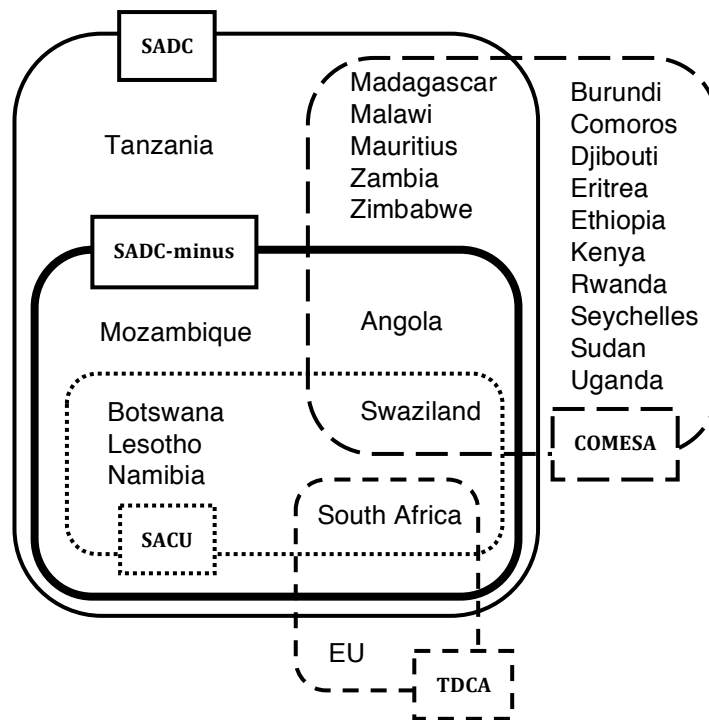 SADC
Tanzania
Madagascar
Malawi
Mauritius
Zambia
Zimbabwe
Burundi
Comoros
Djibouti
Eritrea
Ethiopia
Kenya
Rwanda
Seychelles
Sudan
Uganda
SADC-minus
Mozambique
Angola
Botswana
Lesotho
Namibia
Swaziland
COMESA
SACU
South Africa
EU
TDCA